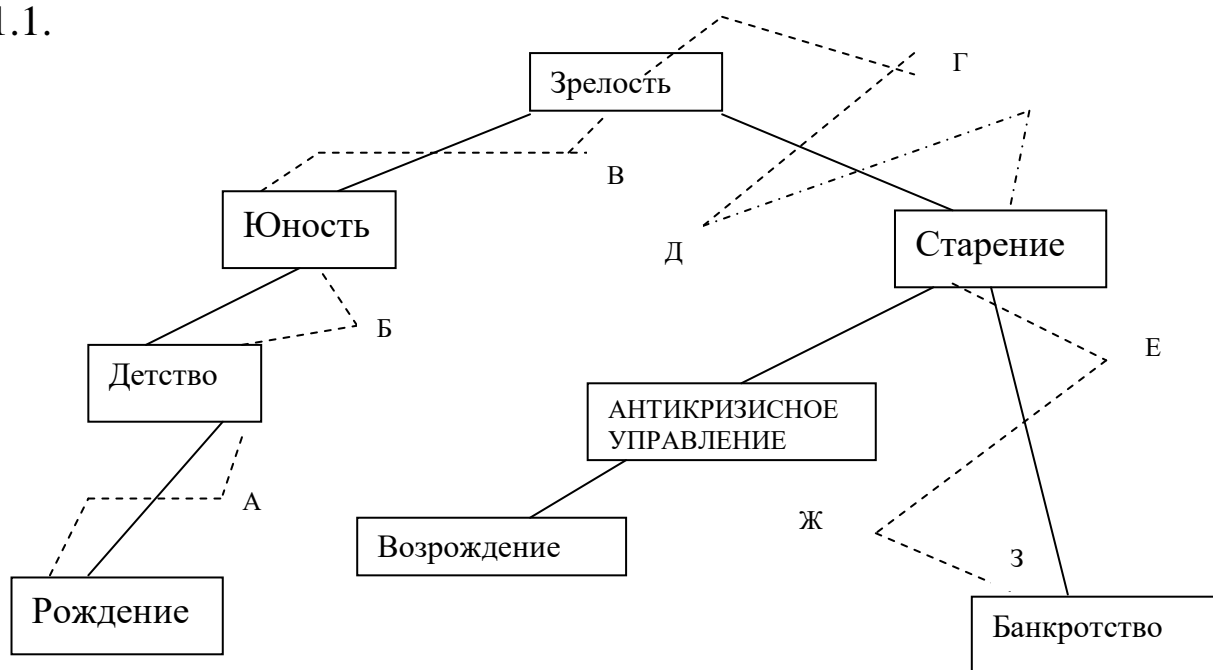 1.1.
Зрелость
Г
В
Юность
Д
Старение
Б
Е
Детство
АНТИКРИЗИСНОЕ
УПРАВЛЕНИЕ
А
Ж
Возрождение
З
Рождение
Банкротство